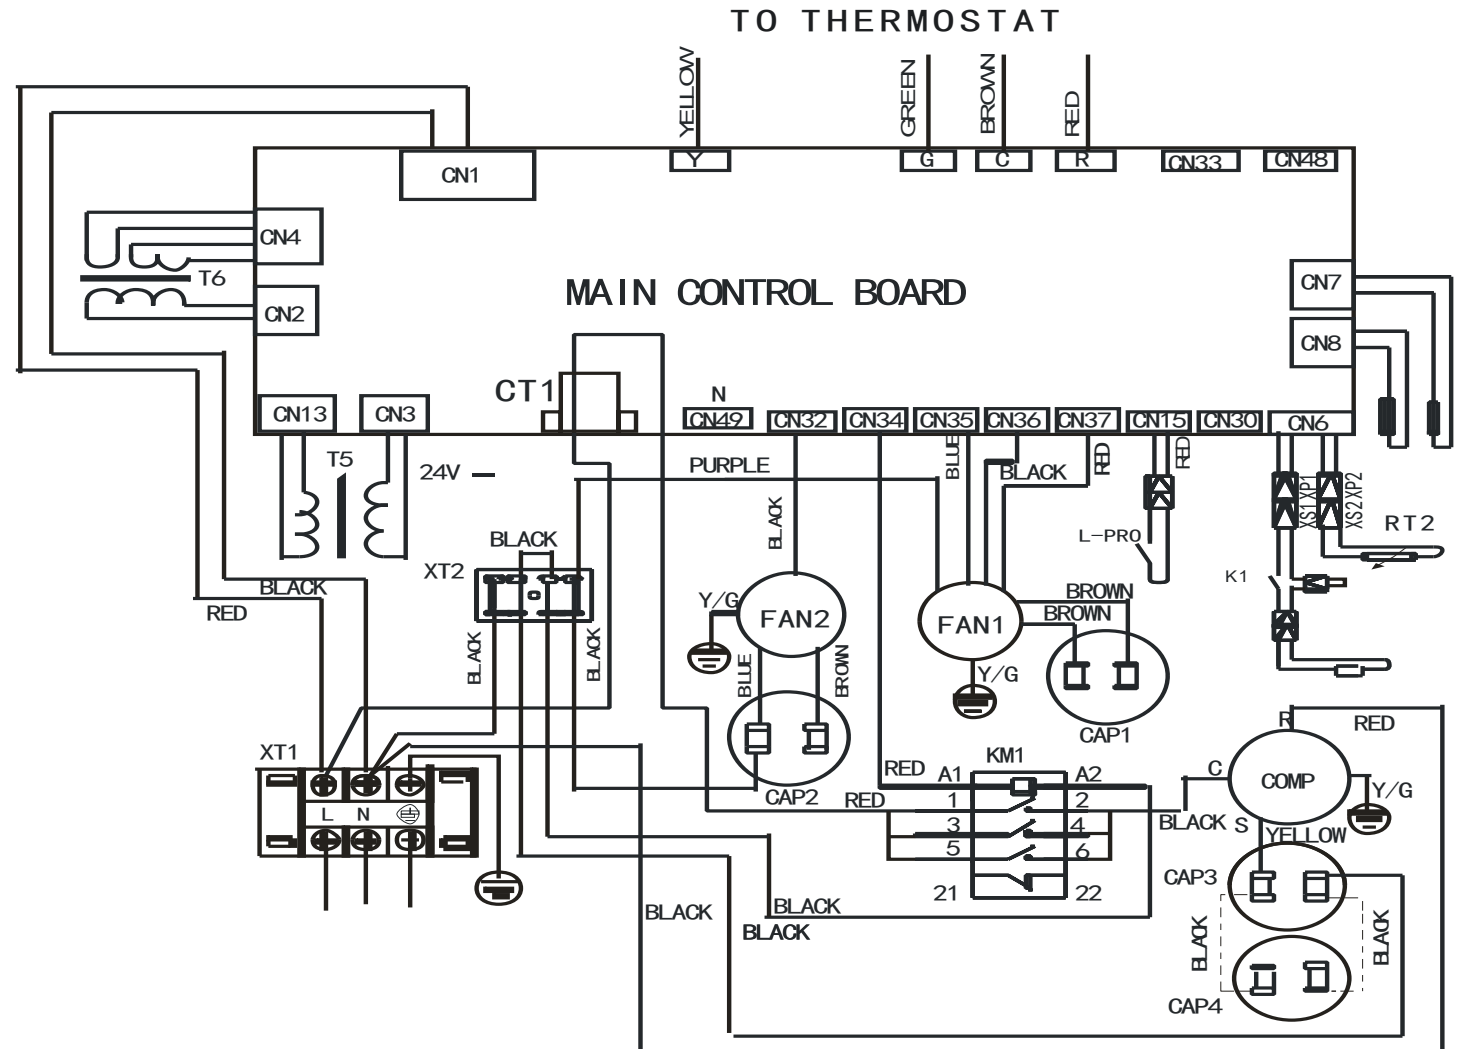 TO THERMOSTAT
YELLOW
GREEN
BROWN
RED
CN1
Y
G
C
R
CN33
CN48
CN4
T6
CN2
MAIN CONTROL BOARD
CN7
CN8
CT1
N
CN13
CN3
CN49
CN32
CN34
CN35
CN36
CN37
CN15
CN30
CN6
T5
24V —
PURPLE
BLUE
BLACK
RED
RED
XS1 XP1
XS2 XP2
BLACK
BLACK
L-PRO
RT2
XT2
K1
BLACK
RED
Y/G
FAN2
FAN1
BROWN
BROWN
BLACK
BLACK
BLUE
BROWN
Y/G
CAP1
R
RED
XT1
KM1
RED
A1
A2
C
COMP
Y/G
CAP2
RED
1
2
L
N
3
4
BLACK
S
YELLOW
5
6
CAP3
21
22
BLACK
BLACK
BLACK
BLACK
BLACK
CAP4